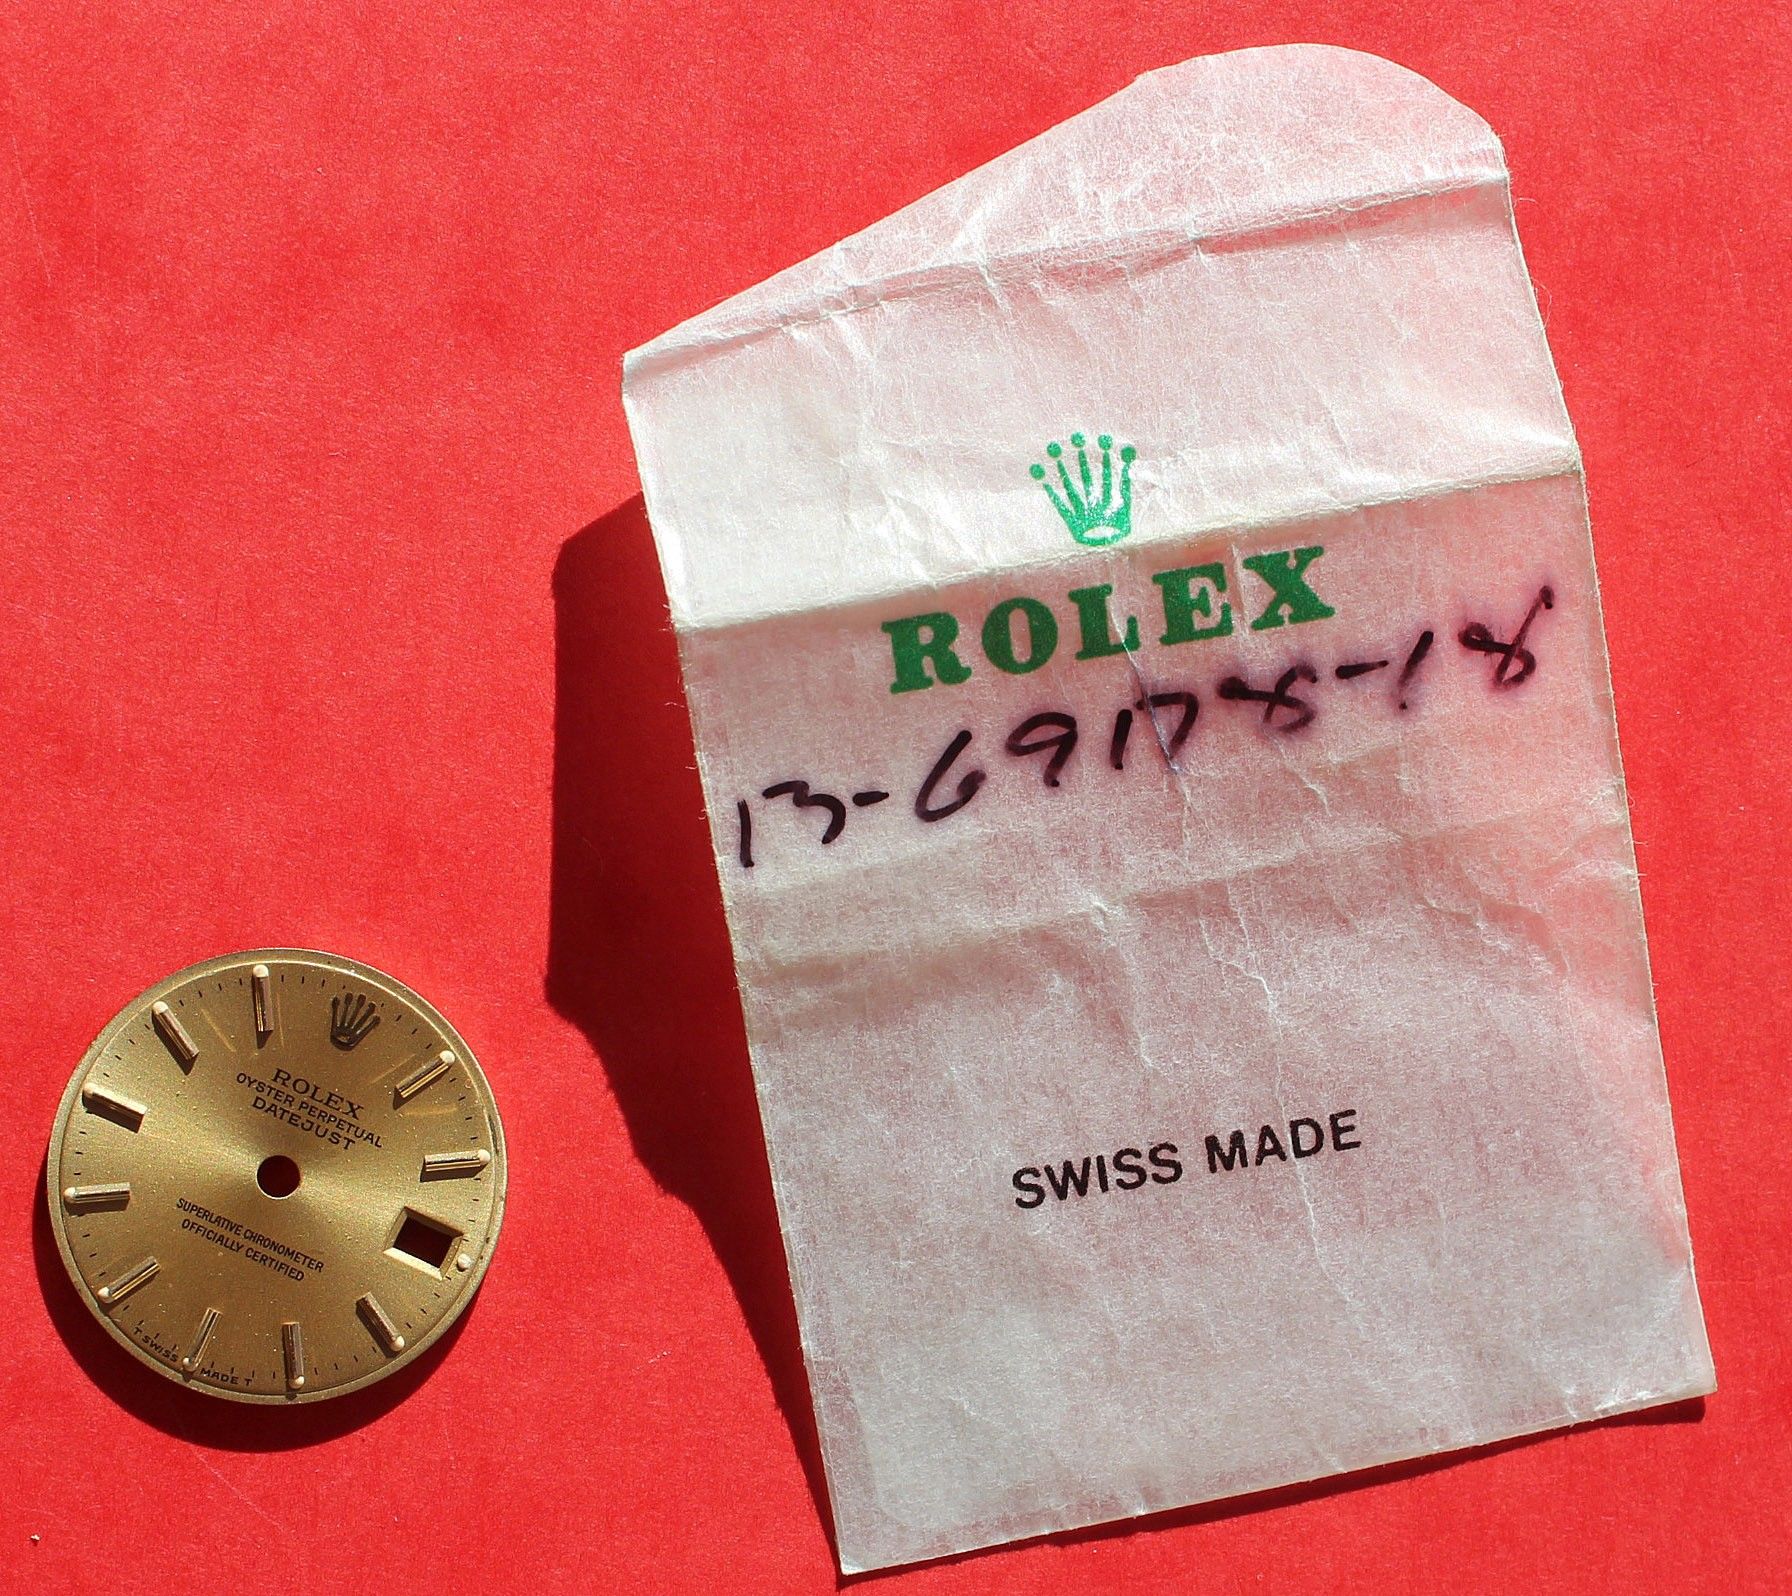 ROLEX
13-69178-18
SWISS MADE
ROLEX
OYSTER PERPETUAL
DATEJUST
SUPERLATIVE CHRONOMETER
OFFICIALLY CERTIFIED
T SWISS MADE T